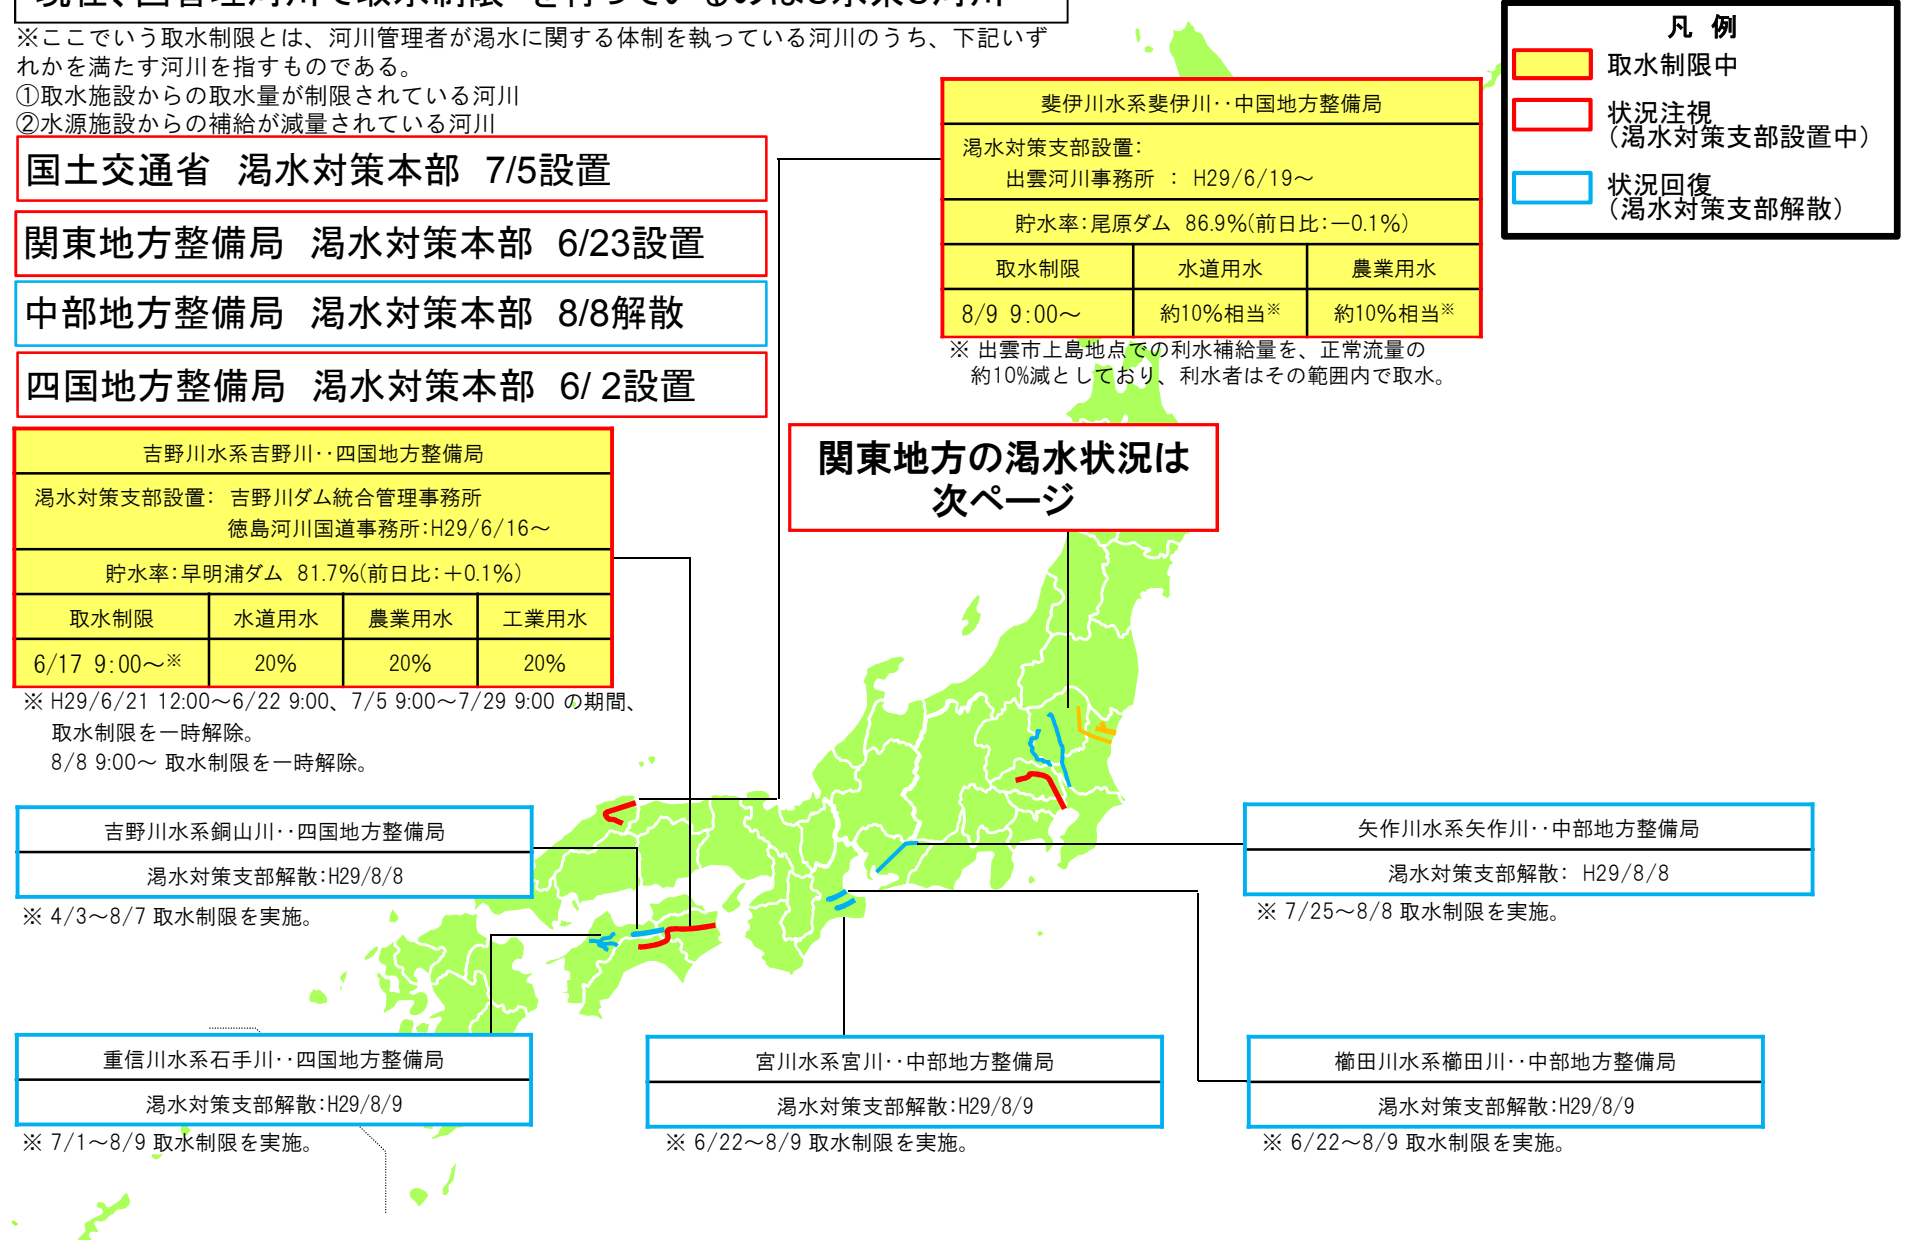 ※ここでいう取水制限とは、河川管理者が渇水に関する体制を執っている河川のうち、下記いず
れかを満たす河川を指すものである。
①取水施設からの取水量が制限されている河川
②水源施設からの補給が減量されている河川
国土交通省 渇水対策本部 7/5設置
関東地方整備局 渇水対策本部 6/23設置
中部地方整備局 渇水対策本部 8/8解散
四国地方整備局 渇水対策本部 6/ 2設置
凡 例
取水制限中
状況注視
(渇水対策支部設置中)
状況回復
(渇水対策支部解散)
斐伊川水系斐伊川‥中国地方整備局
渇水対策支部設置:
出雲河川事務所 : H29/6/19～
貯水率:尾原ダム 86.9%(前日比:－0.1%)
取水制限 水道用水 農業用水
8/9 9:00～ 約10%相当※ 約10%相当※
※ 出雲市上島地点での利水補給量を、正常流量の
約10%減としており、利水者はその範囲内で取水。
関東地方の渇水状況は
次ページ
吉野川水系吉野川‥四国地方整備局
渇水対策支部設置: 吉野川ダム統合管理事務所
徳島河川国道事務所:H29/6/16～
貯水率:早明浦ダム 81.7%(前日比:＋0.1%)
取水制限 水道用水 農業用水 工業用水
6/17 9:00～※ 20% 20% 20%
※ H29/6/21 12:00～6/22 9:00、7/5 9:00～7/29 9:00 の期間、
取水制限を一時解除。
8/8 9:00～ 取水制限を一時解除。
吉野川水系銅山川‥四国地方整備局
渇水対策支部解散:H29/8/8
※ 4/3～8/7 取水制限を実施。
矢作川水系矢作川‥中部地方整備局
渇水対策支部解散: H29/8/8
※ 7/25～8/8 取水制限を実施。
重信川水系石手川‥四国地方整備局
渇水対策支部解散:H29/8/9
※ 7/1～8/9 取水制限を実施。
宮川水系宮川‥中部地方整備局
渇水対策支部解散:H29/8/9
※ 6/22～8/9 取水制限を実施。
櫛田川水系櫛田川‥中部地方整備局
渇水対策支部解散:H29/8/9
※ 6/22～8/9 取水制限を実施。